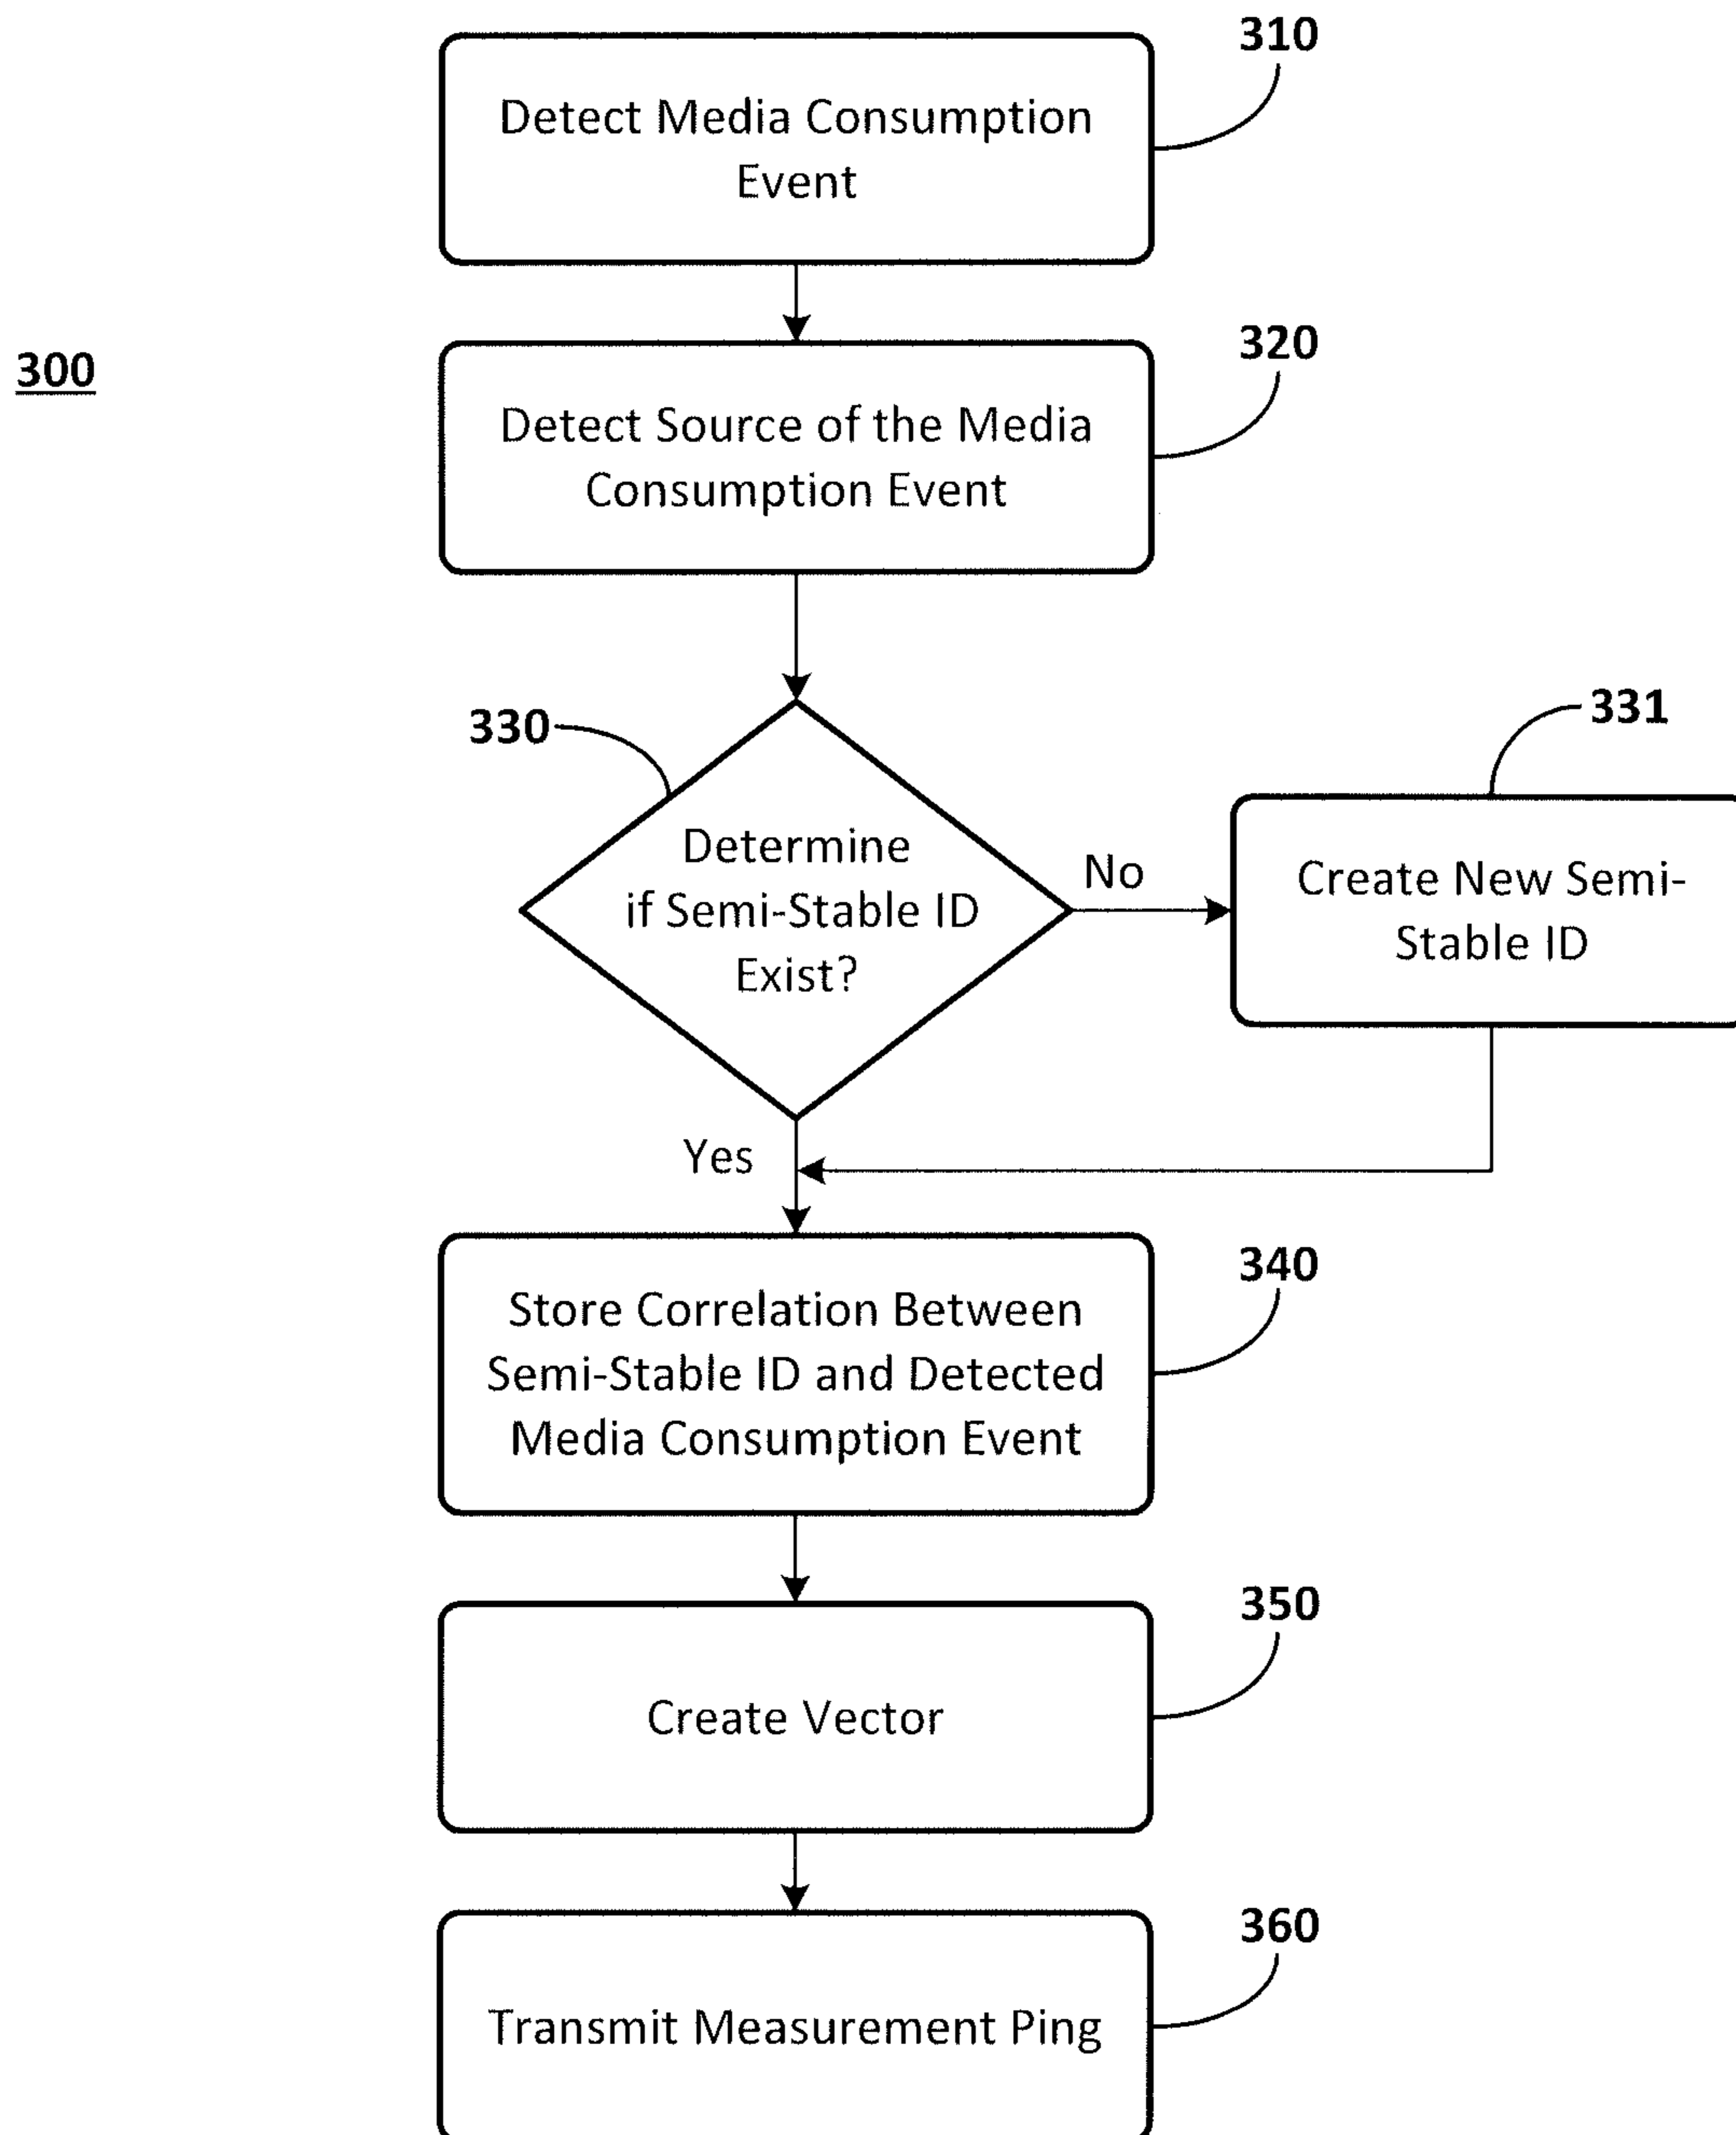 310
Detect Media Consumption
Event
320
300
Detect Source of the Media
Consumption Event
330
331
Determine
if Semi-Stable ID
Exist?
No
Create New Semi-
Stable ID
Yes
340
Store Correlation Between
Semi-Stable ID and Detected
Media Consumption Event
350
Create Vector
360
Transmit Measurement Ping